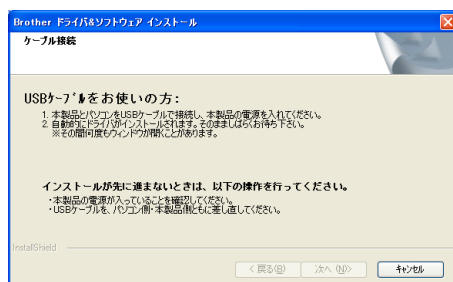 Brother ドライバ&ソフトウェア インストール
ケーブル接続
USBケーブルをお使いの方:
1. 本製品とパソコンをUSBケーブルで接続し、本製品の電源を入れてください。
2. 自動的にドライバがインストールされます。そのまましばらくお待ち下さい。
※その間何度もウィンドウが開くことがあります。
インストールが先に進まないときは、以下の操作を行ってください。
・本製品の電源が入っていることを確認してください。
・USBケーブルを、パソコン側・本製品側ともに差し直してください。
InstallShield
< 戻る(B) 次へ (N)> キャンセル